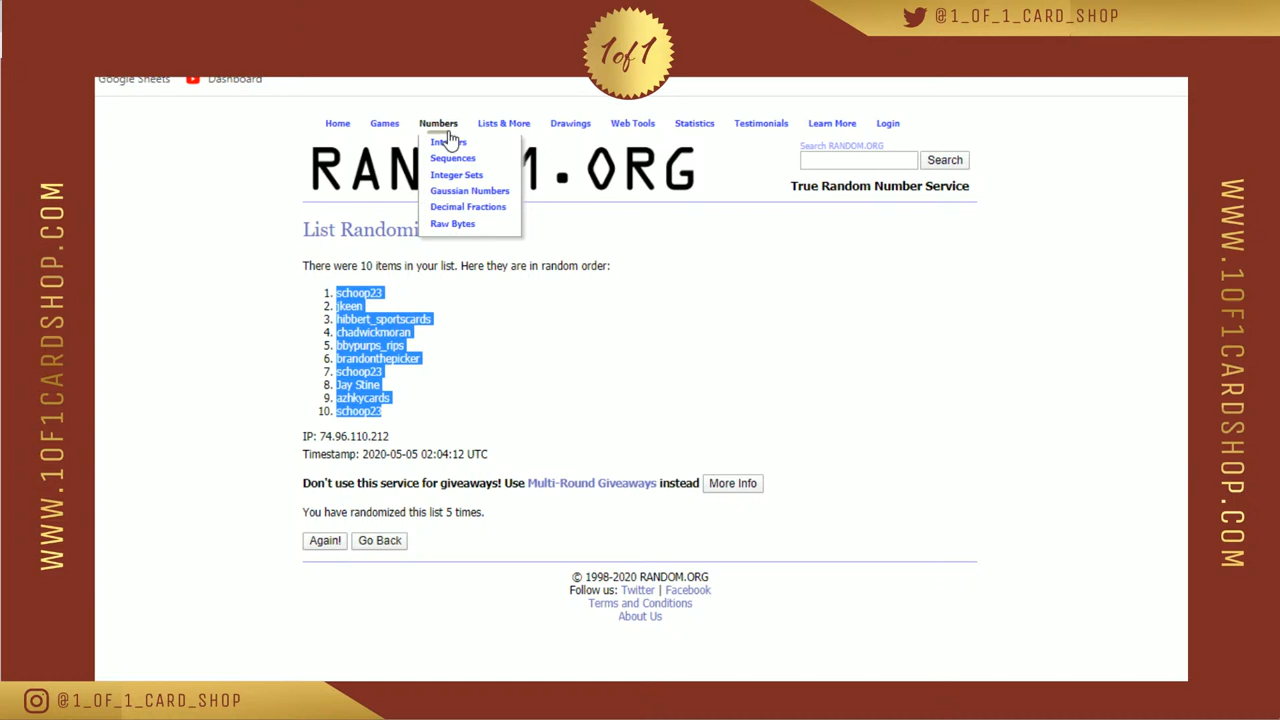 @1_OF_1_CARD_SHOP
1of1
Google Sheets Dashboard
Home Games Numbers Lists & More Drawings Web Tools Statistics Testimonials Learn More Login
Sequences
Integer Sets
Gaussian Numbers
Decimal Fractions
Raw Bytes
Search RANDOM.ORG
Search
True Random Number Service
List Randomi
There were 10 items in your list. Here they are in random order:
1. schoop23
2. jkeen
3. hibbert_sportscards
4. chadwickmoran
5. bbypurps_rips
6. brandonthepicker
7. schoop23
8. Jay Stine
9. azhkycards
10. schoop23
IP: 74.96.110.212
Timestamp: 2020-05-05 02:04:12 UTC
Don't use this service for giveaways! Use Multi-Round Giveaways instead More Info
You have randomized this list 5 times.
Again! Go Back
© 1998-2020 RANDOM.ORG
Follow us: Twitter | Facebook
Terms and Conditions
About Us
WWW.1OF1CARDSHOP.COM
WWW.1OF1CARDSHOP.COM
@1_OF_1_CARD_SHOP